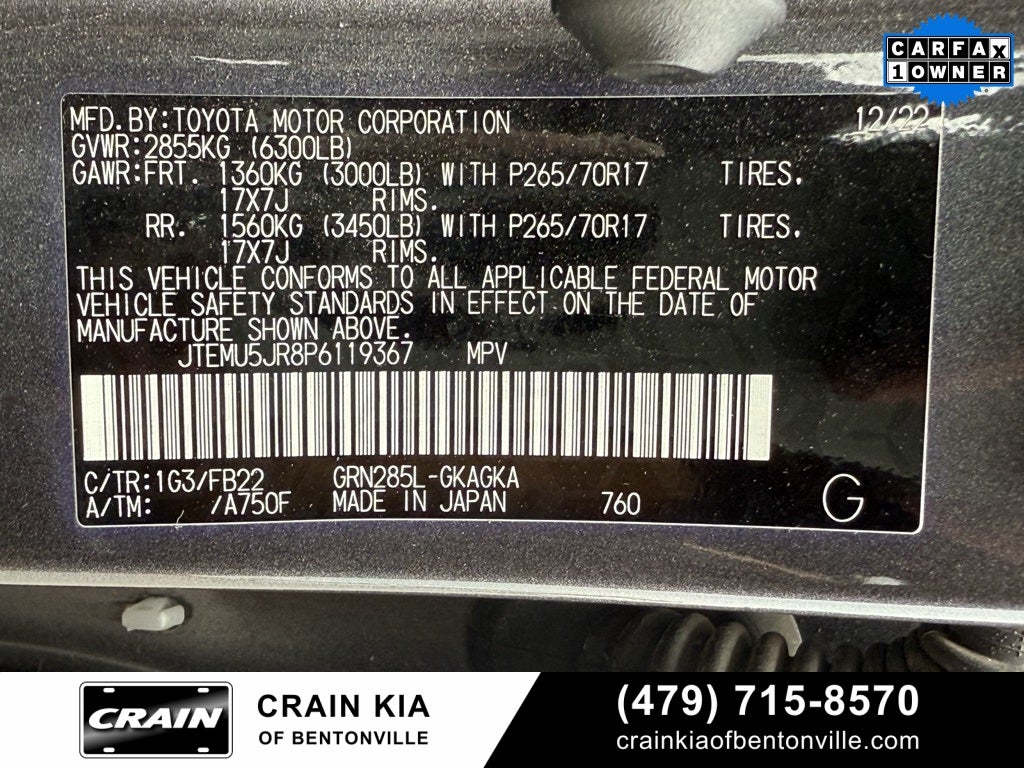 CARFAX
1 OWNER
MFD.BY:TOYOTA MOTOR CORPORATION 12/22
GVWR:2855KG (6300LB)
GAWR:FRT. 1360KG (3000LB) WITH P265/70R17 TIRES.
17X7J RIMS.
RR. 1560KG (3450LB) WITH P265/70R17 TIRES.
17X7J RIMS.
THIS VEHICLE CONFORMS TO ALL APPLICABLE FEDERAL MOTOR
VEHICLE SAFETY STANDARDS IN EFFECT ON THE DATE OF
MANUFACTURE SHOWN ABOVE.
JTEMU5JR8P6119367 MPV
C/TR:1G3/FB22 GRN285L-GKAGKA
A/TM: /A750F MADE IN JAPAN 760 G
CRAIN
CRAIN KIA
OF BENTONVILLE
(479) 715-8570
crainkiaofbentonville.com